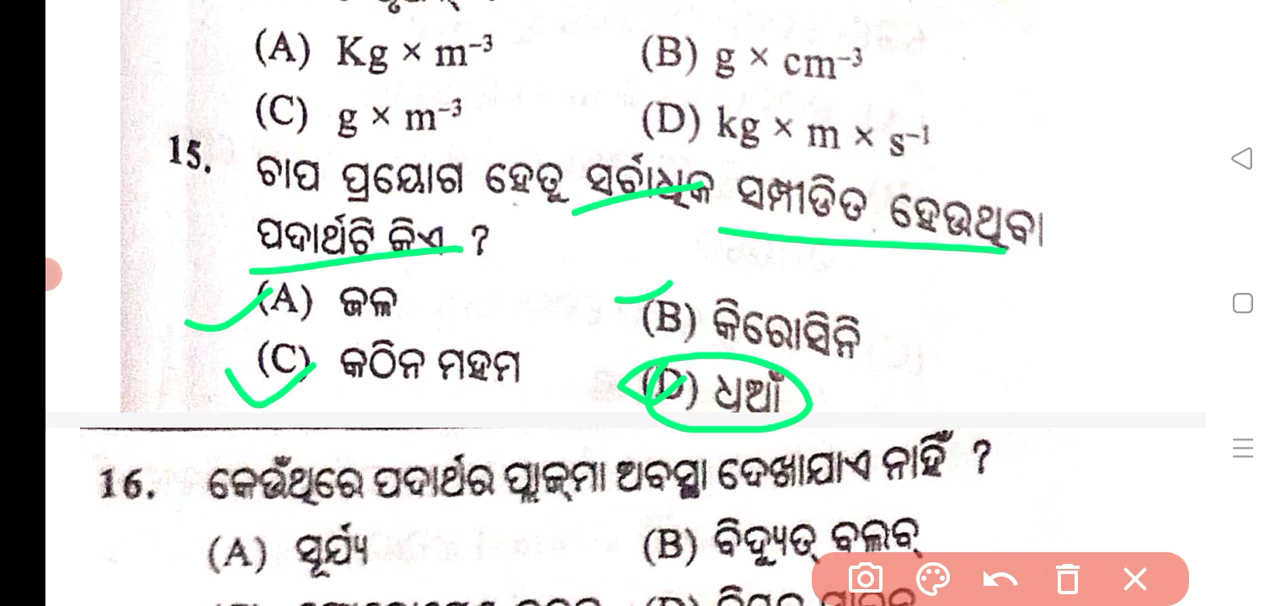 (A) Kg × m⁻³ (B) g × cm⁻³
(C) g × m⁻³ (D) kg × m × s⁻¹
15. ଚାପ ପ୍ରୟୋଗ ହେତୁ ସର୍ବାଧିକ ସମ୍ପୀଡିତ ହେଉଥିବା
ପଦାର୍ଥଟି କିଏ ?
(A) ଜଳ (B) କିରୋସିନି
(C) କଠିନ ମହମ (D) ଧୂଆଁ
16. କେଉଁଥିରେ ପଦାର୍ଥର ପ୍ଲାଜ୍ମା ଅବସ୍ଥା ଦେଖାଯାଏ ନାହିଁ ?
(A) ସୂର୍ଯ୍ୟ (B) ବିଦ୍ୟୁତ୍ ବଲବ୍